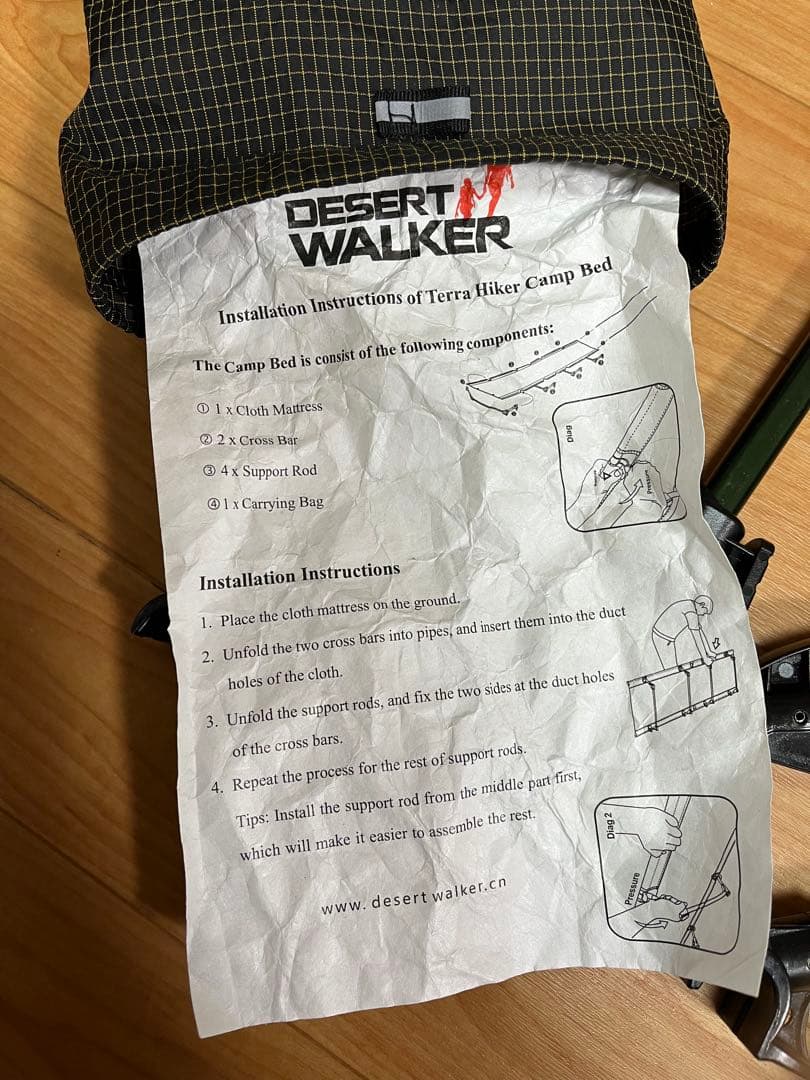 DESERT
WALKER
Installation Instructions of Terra Hiker Camp Bed
The Camp Bed is consist of the following components:
① 1 x Cloth Mattress
② 2 x Cross Bar
③ 4 x Support Rod
④ 1 x Carrying Bag
Installation Instructions
1. Place the cloth mattress on the ground.
2. Unfold the two cross bars into pipes, and insert them into the duct
holes of the cloth.
3. Unfold the support rods, and fix the two sides at the duct holes
of the cross bars.
4. Repeat the process for the rest of support rods.
Tips: Install the support rod from the middle part first,
which will make it easier to assemble the rest.
Diag 2
Pressure
www.desertwalker.cn